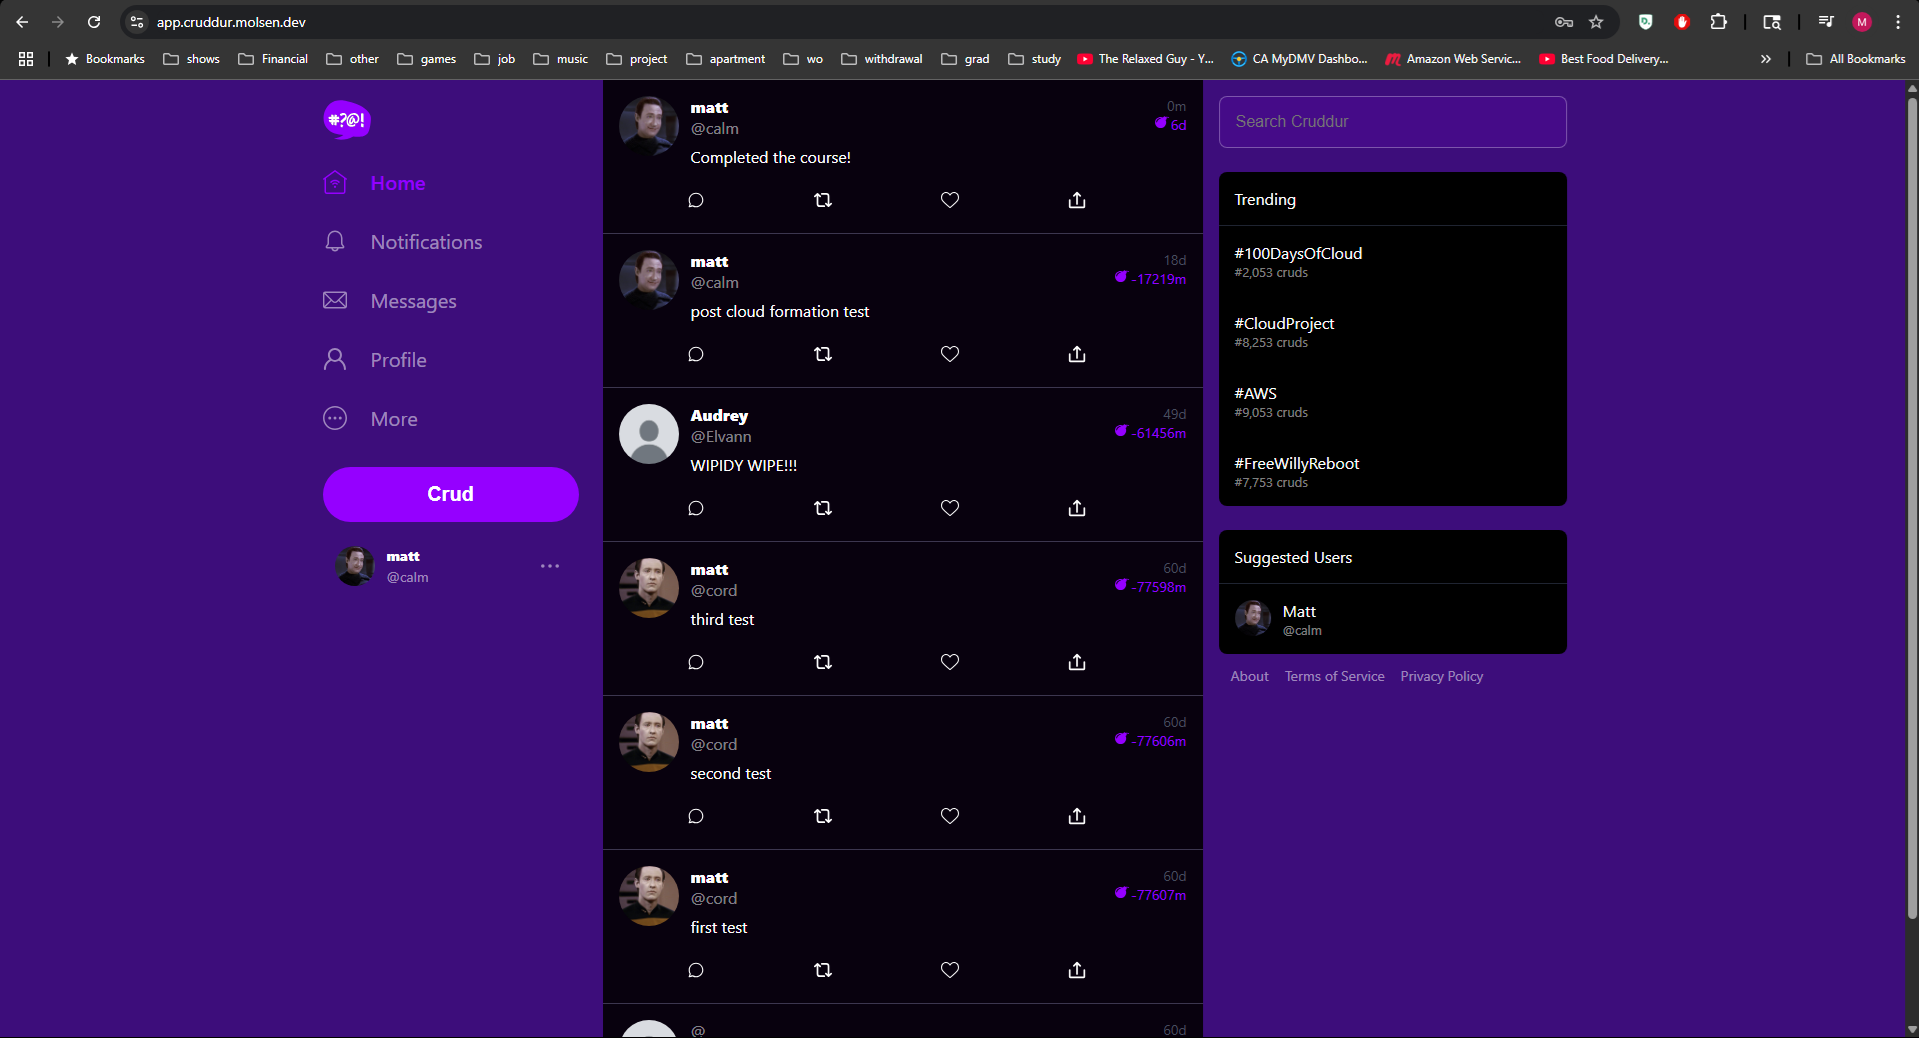 app.cruddur.molsen.dev
M
Bookmarks
shows
Financial
other
games
job
music
project
apartment
wo
withdrawal
grad
study
The Relaxed Guy - Y...
CA MyDMV Dashbo...
Amazon Web Servic...
Best Food Delivery...
All Bookmarks
#?@!
Home
Notifications
Messages
Profile
More
Crud
matt
@calm
matt
@calm
0m
6d
Completed the course!
matt
@calm
18d
-17219m
post cloud formation test
Audrey
@Elvann
49d
-61456m
WIPIDY WIPE!!!
matt
@cord
60d
-77598m
third test
matt
@cord
60d
-77606m
second test
matt
@cord
60d
-77607m
first test
@
60d
Search Cruddur
Trending
#100DaysOfCloud
#2,053 cruds
#CloudProject
#8,253 cruds
#AWS
#9,053 cruds
#FreeWillyReboot
#7,753 cruds
Suggested Users
Matt
@calm
About
Terms of Service
Privacy Policy